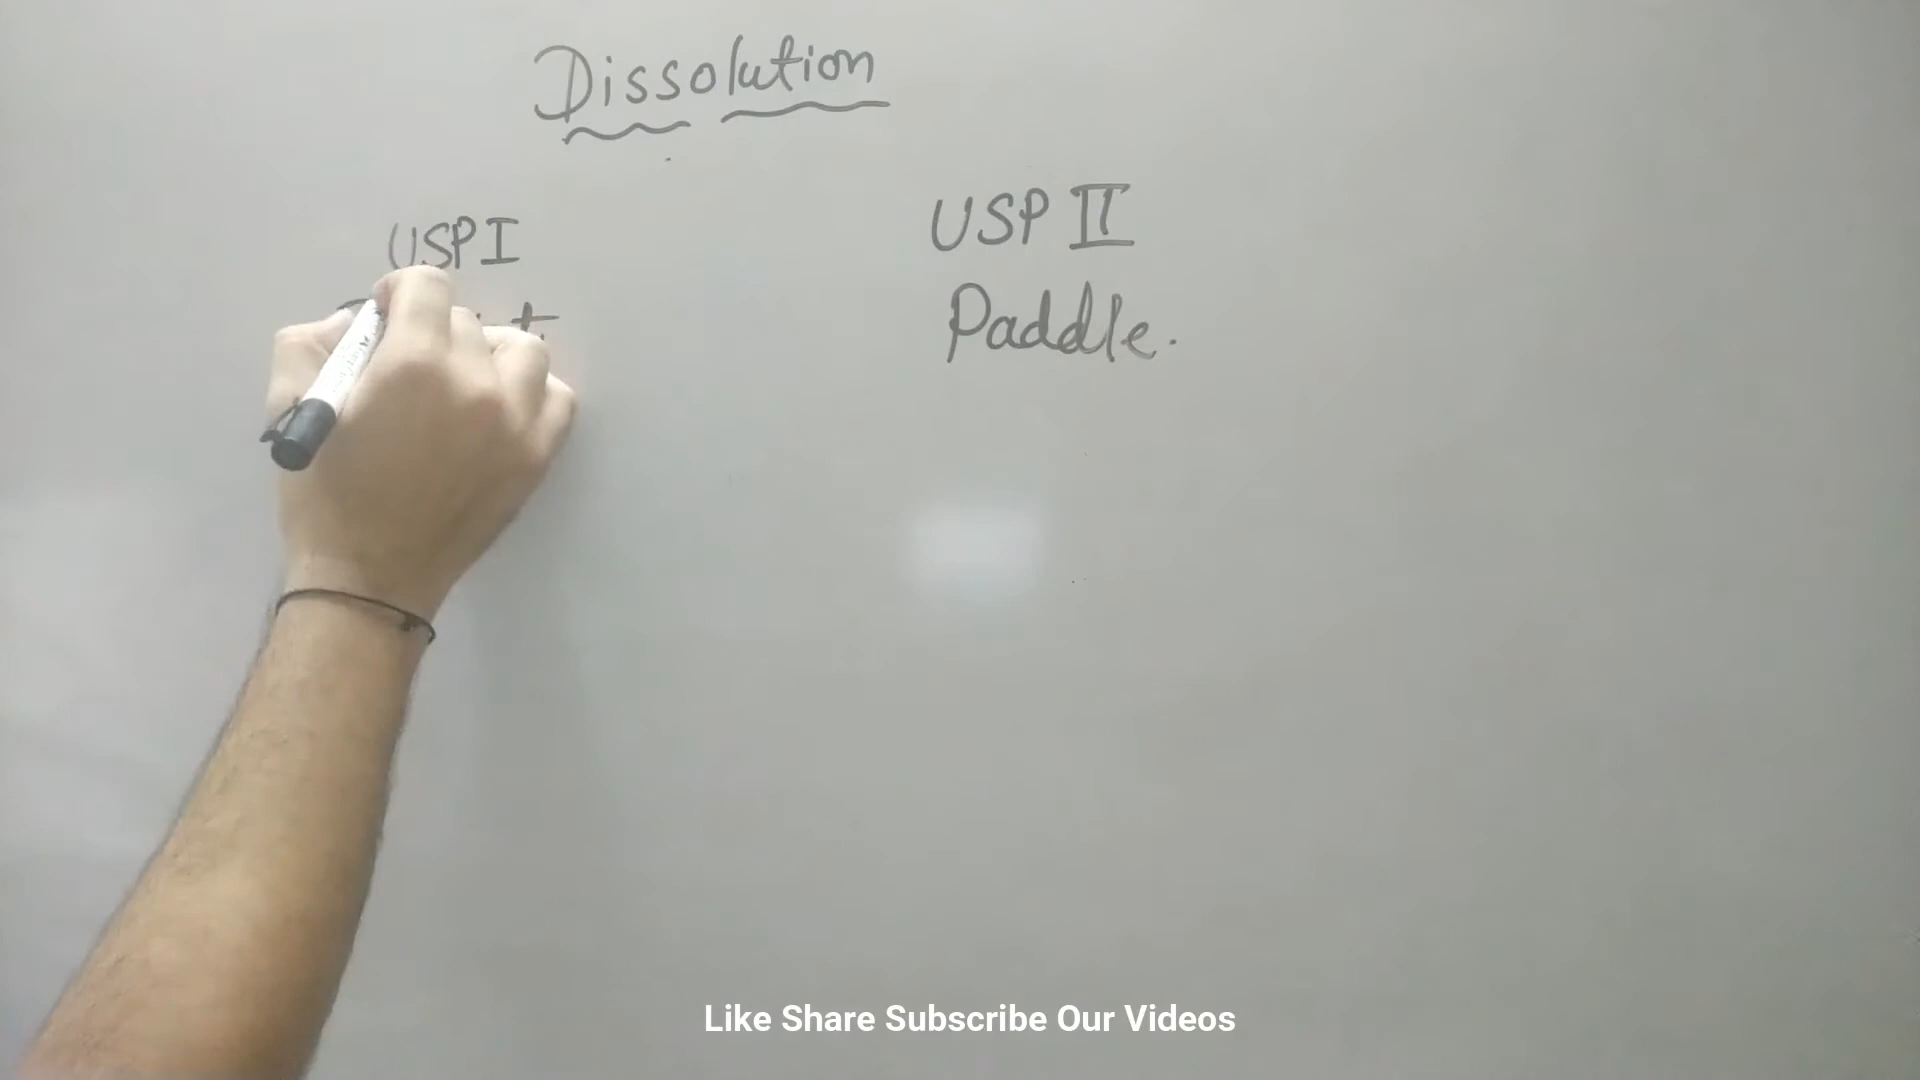 Dissolution
USP I
USP II
Paddle.
Like Share Subscribe Our Videos